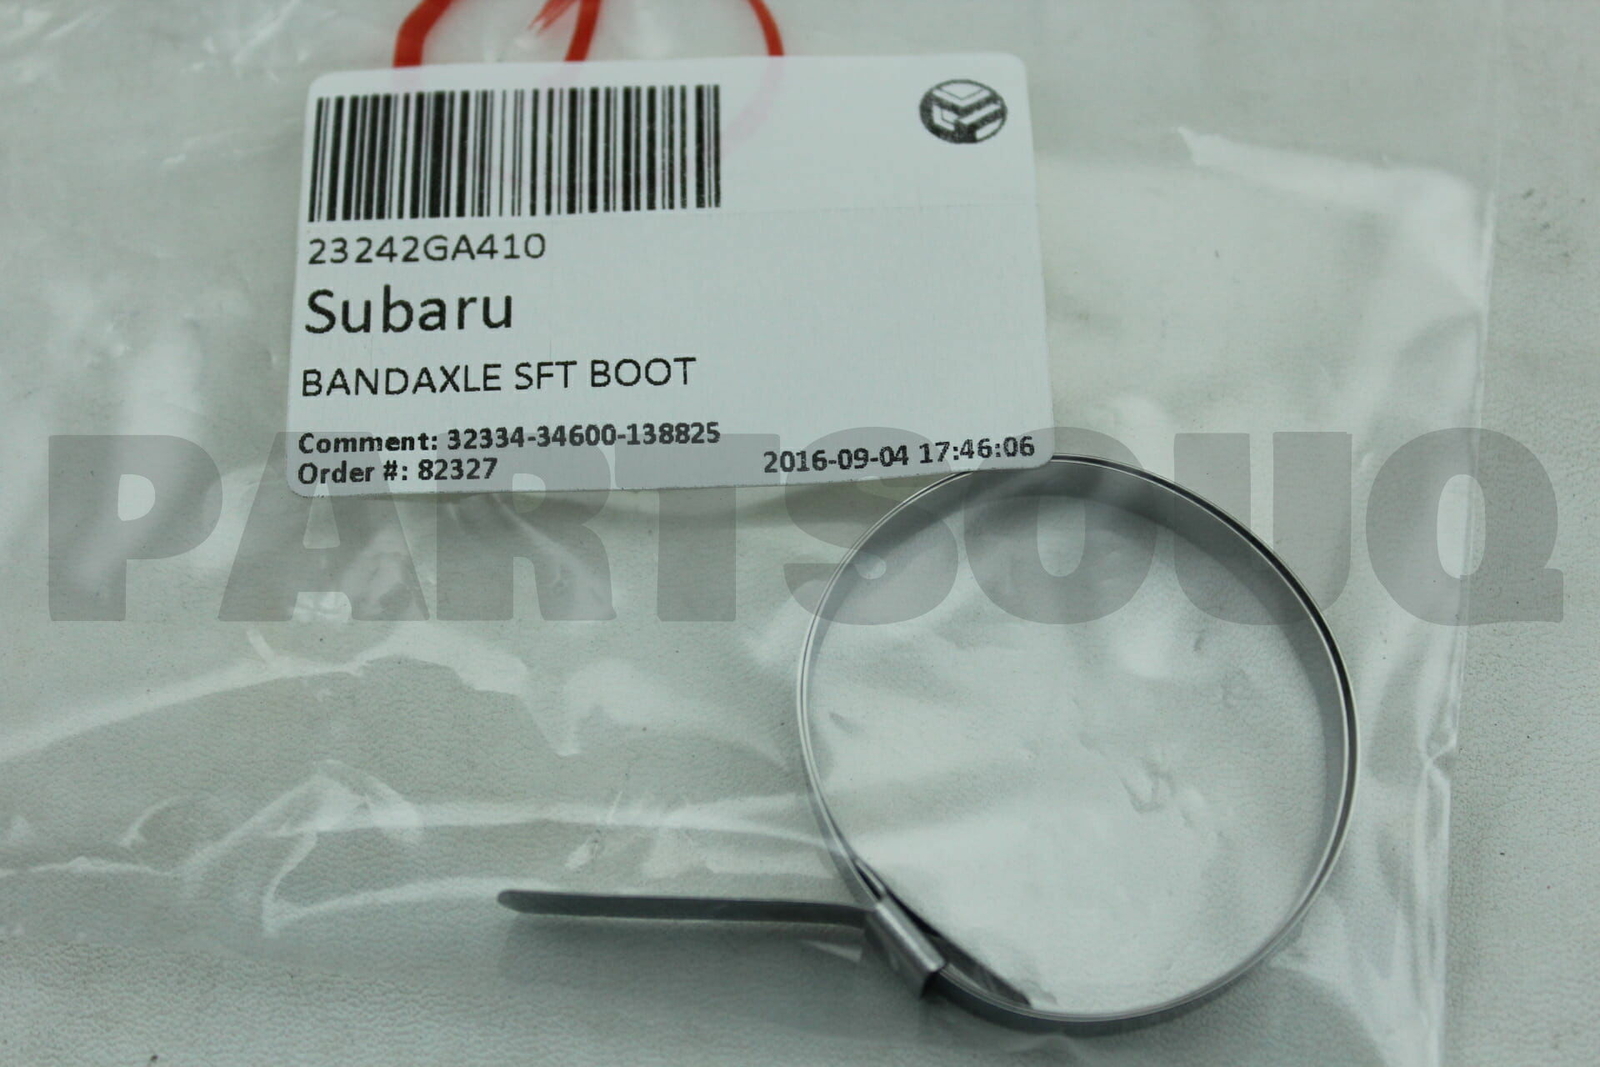 23242GA410
Subaru
BANDAXLE SFT BOOT
Comment: 32334-34600-138825
Order #: 82327
2016-09-04 17:46:06
PARTSOUQ